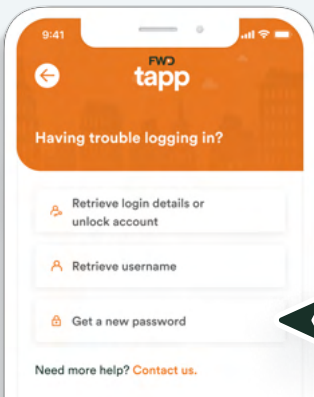 9:41
FWD
tapp
Having trouble logging in?
Retrieve login details or
unlock account
Retrieve username
Get a new password
Need more help? Contact us.